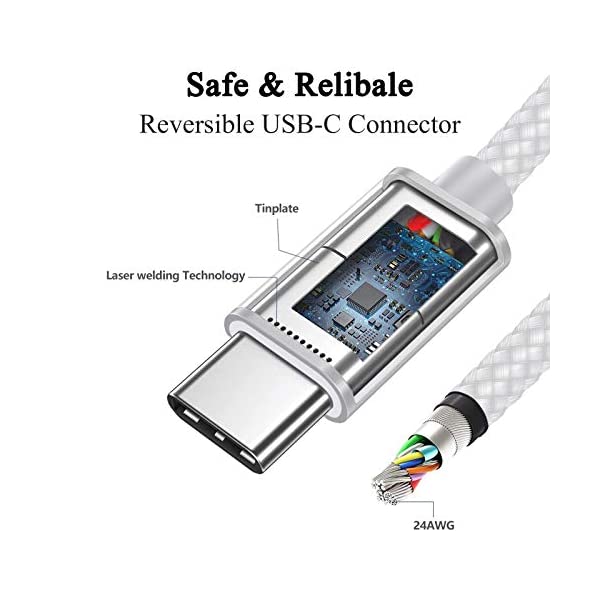 Safe & Relibale
Reversible USB-C Connector
Tinplate
Laser welding Technology
24AWG